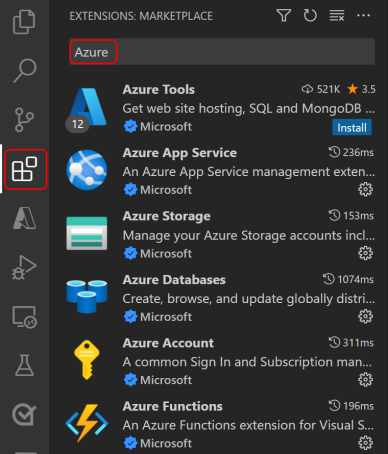 EXTENSIONS: MARKETPLACE
Azure
Azure Tools 521K 3.5
Get web site hosting, SQL and MongoDB ...
12 Microsoft Install
Azure App Service 236ms
An Azure App Service management exten...
Microsoft
Azure Storage 153ms
Manage your Azure Storage accounts incl...
Microsoft
Azure Databases 1074ms
Create, browse, and update globally distri...
Microsoft
Azure Account 311ms
A common Sign In and Subscription man...
Microsoft
Azure Functions 196ms
An Azure Functions extension for Visual S...
Microsoft